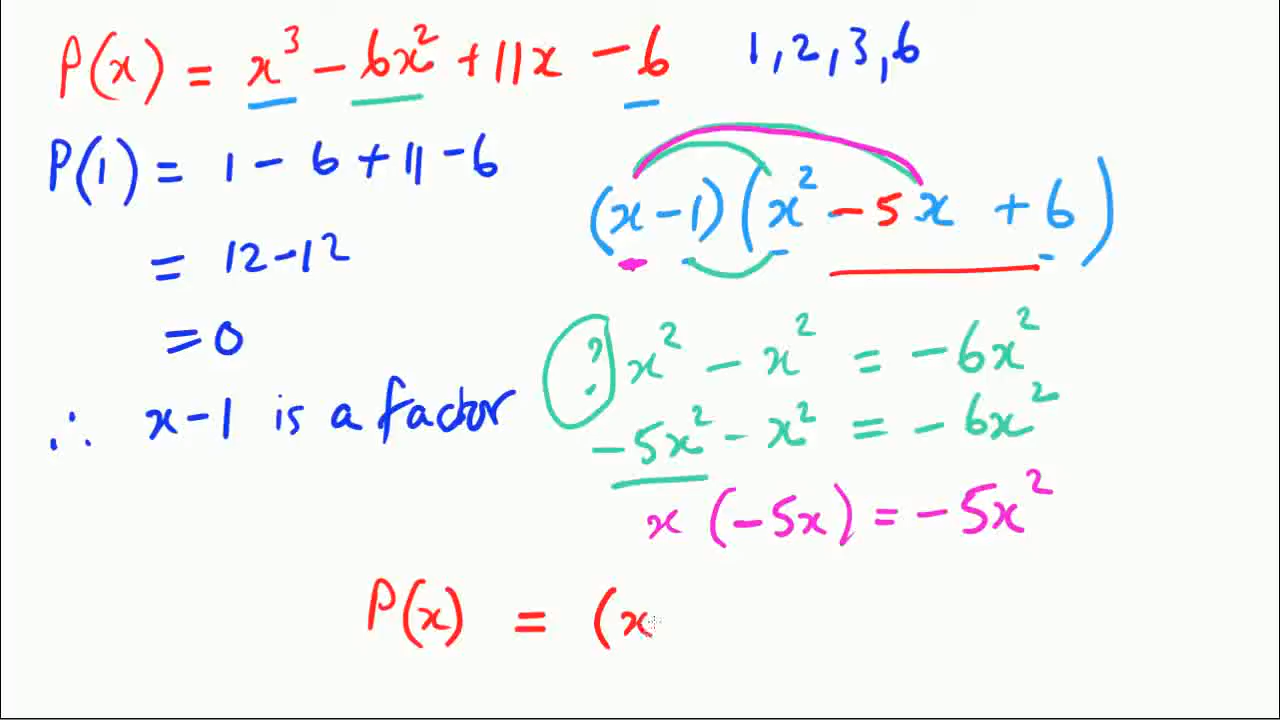 P(x) = x³ - 6x² + 11x - 6 1, 2, 3, 6
P(1) = 1 - 6 + 11 - 6
(x - 1)(x² - 5x + 6)
= 12 - 12
= 0
? x² - x² = - 6x²
∴ x - 1 is a factor
- 5x² - x² = - 6x²
x (- 5x) = - 5x²
P(x) = (x